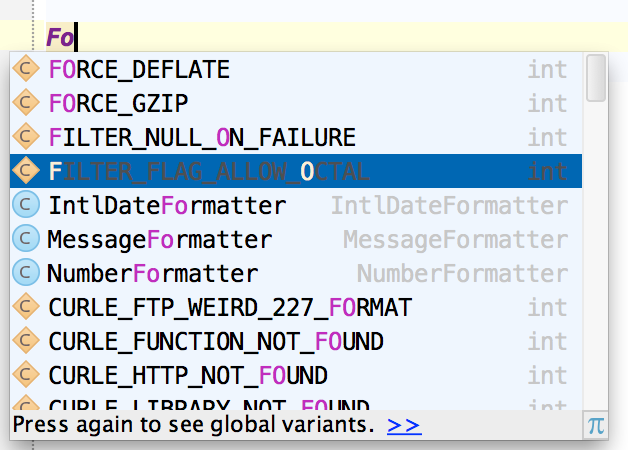 Fo
C FORCE_DEFLATE int
C FORCE_GZIP int
C FILTER_NULL_ON_FAILURE int
C FILTER_FLAG_ALLOW_OCTAL int
C IntlDateFormatter IntlDateFormatter
C MessageFormatter MessageFormatter
C NumberFormatter NumberFormatter
C CURLE_FTP_WEIRD_227_FORMAT int
C CURLE_FUNCTION_NOT_FOUND int
C CURLE_HTTP_NOT_FOUND int
C CURLE_LIBRARY_NOT_FOUND int
Press again to see global variants. >> π